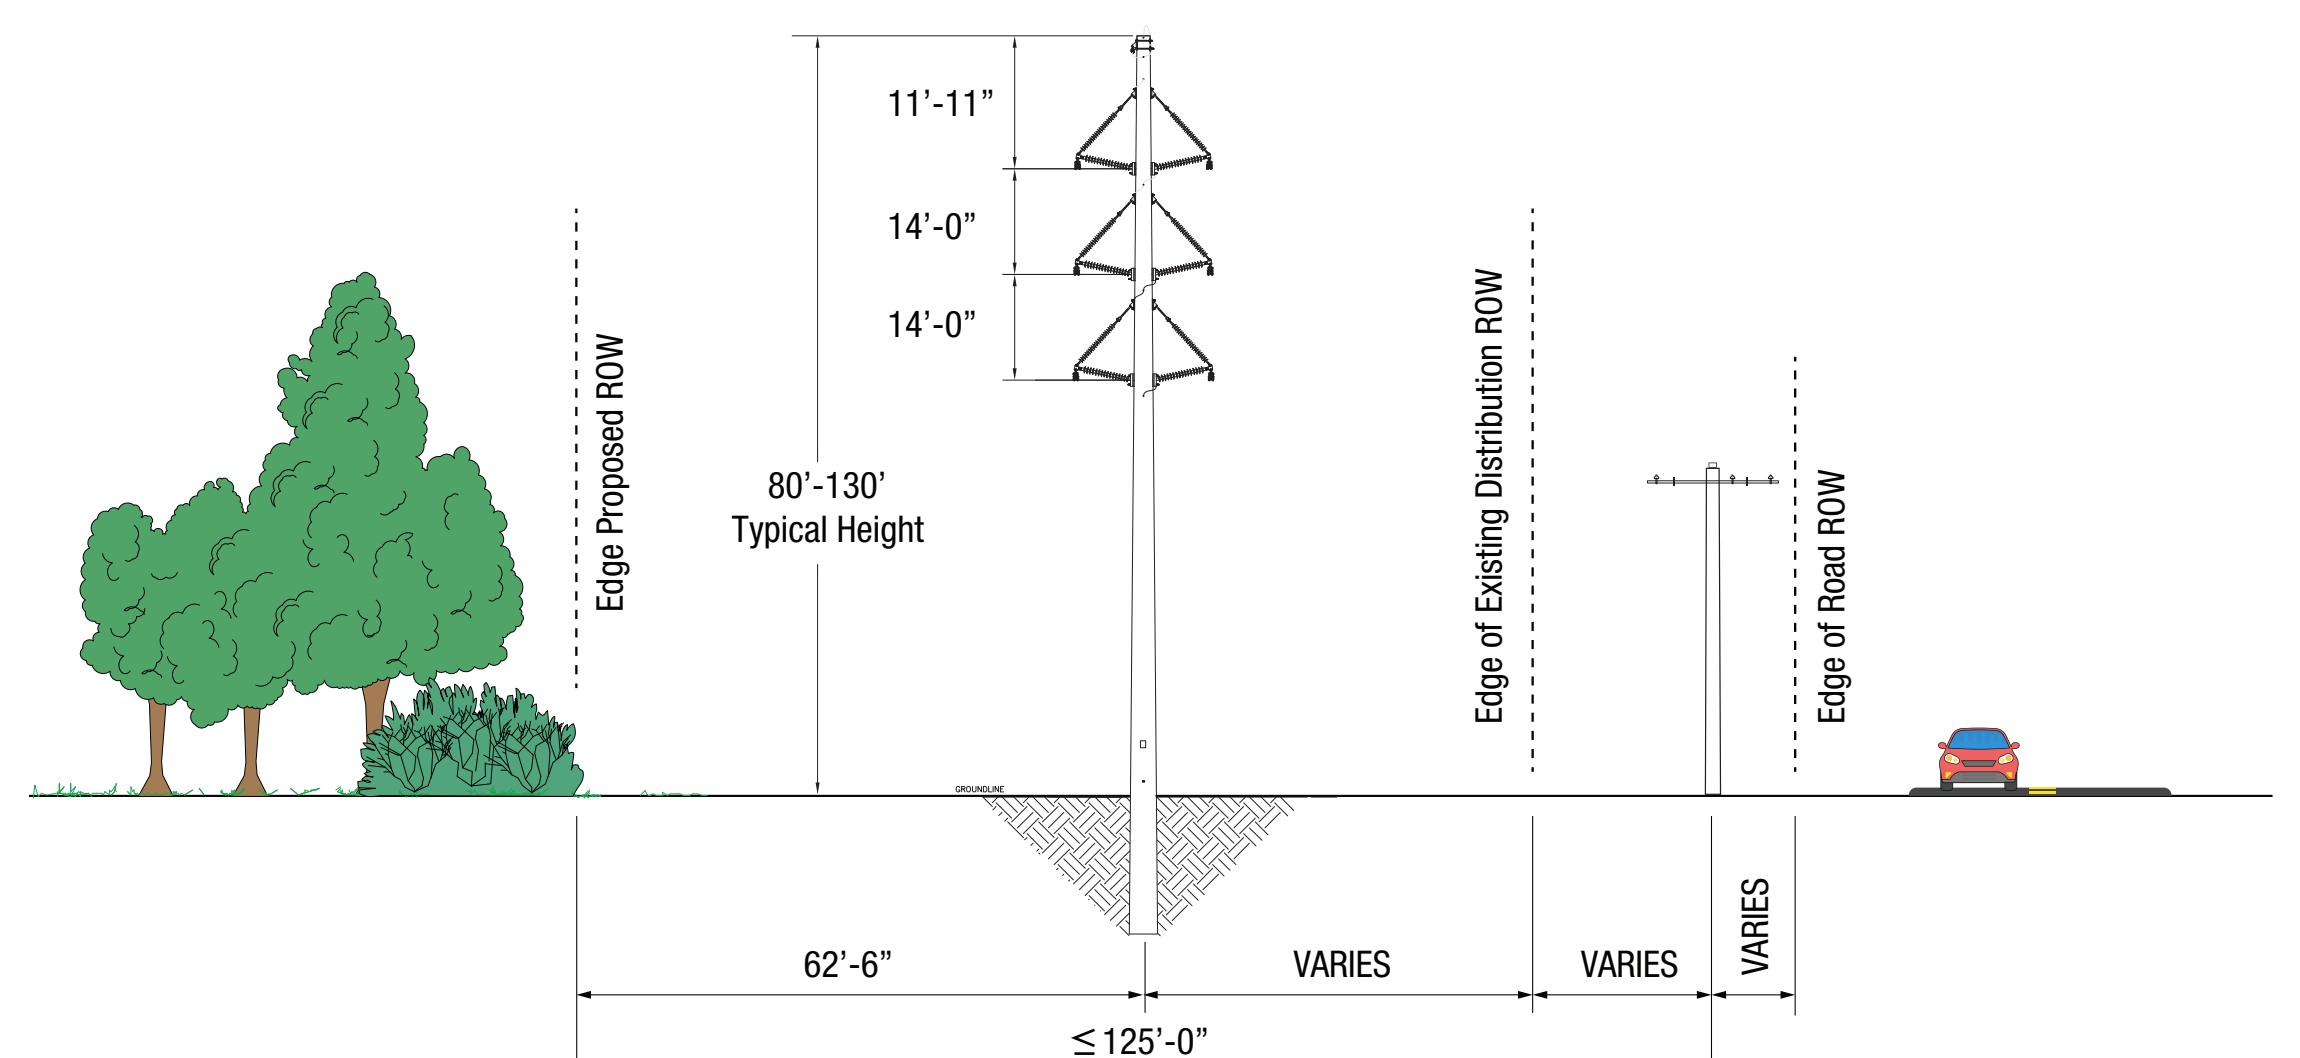 11’-11”
14’-0”
14’-0”
80’-130’
Typical Height
Edge Proposed ROW
Edge of Existing Distribution ROW
Edge of Road ROW
GROUNDLINE
62’-6”
VARIES
VARIES
VARIES
≤ 125’-0”